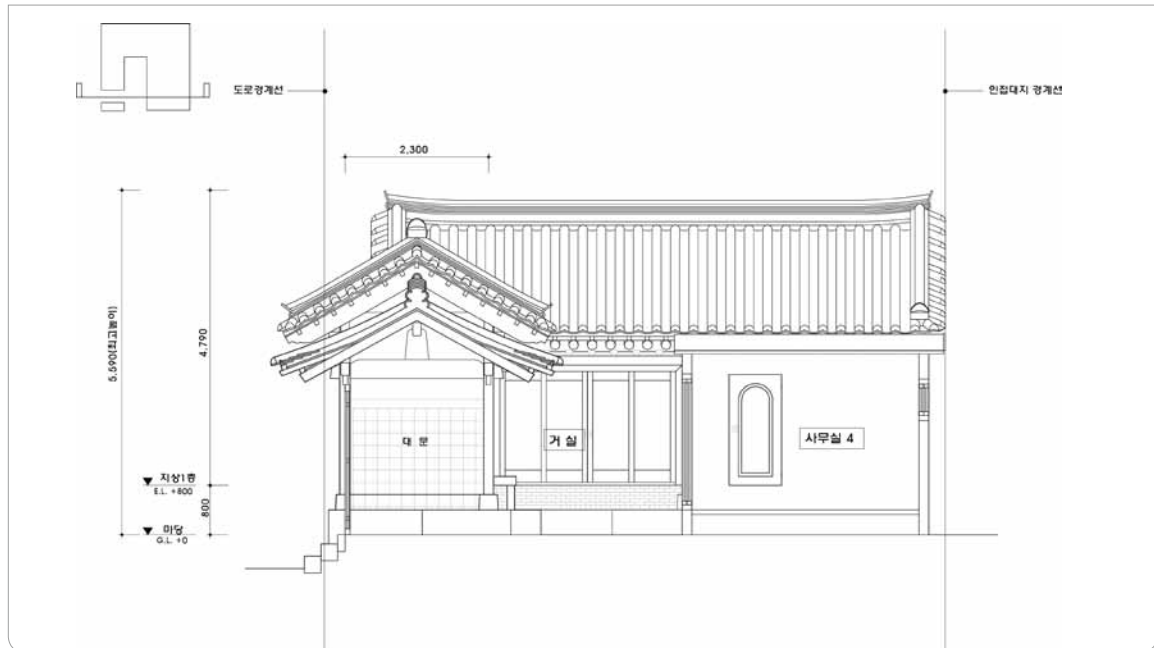 도로경계선
인접대지 경계선
2,300
5,590(최고높이)
4,790
대 문
거 실
사무실 4
지상1층
E.L. +800
800
마당
G.L. +0